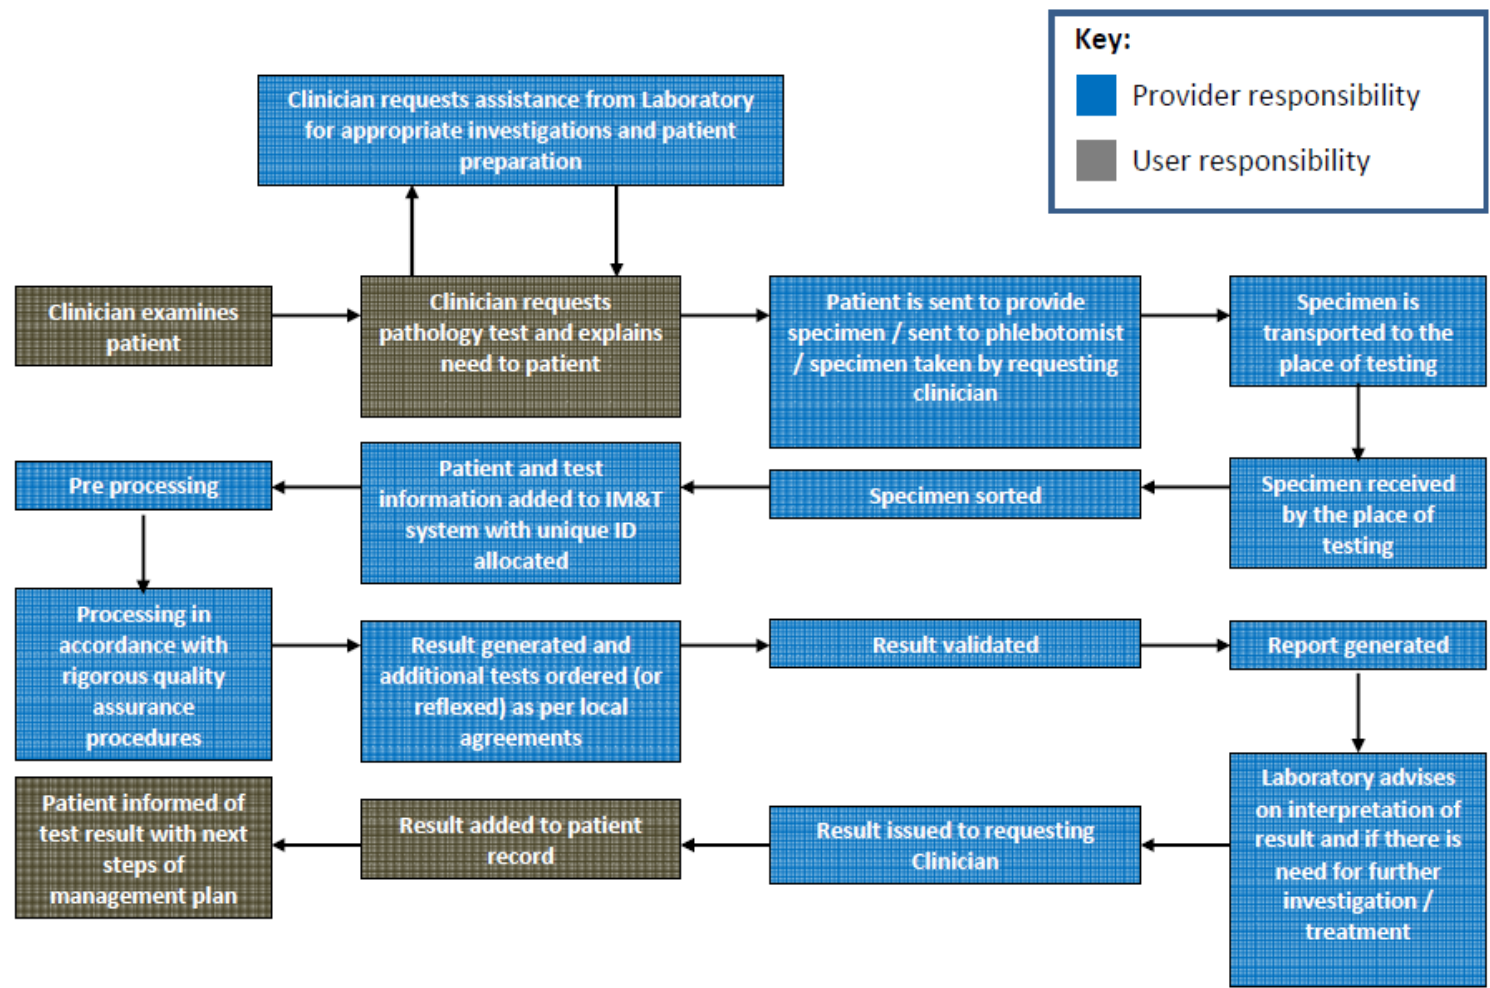 Key:
Provider responsibility
User responsibility
Clinician requests assistance from Laboratory
for appropriate investigations and patient
preparation
Clinician examines
patient
Clinician requests
pathology test and explains
need to patient
Patient is sent to provide
specimen / sent to phlebotomist
/ specimen taken by requesting
clinician
Specimen is
transported to the
place of testing
Specimen received
by the place of
testing
Specimen sorted
Patient and test
information added to IM&T
system with unique ID
allocated
Pre processing
Processing in
accordance with
rigorous quality
assurance
procedures
Result generated and
additional tests ordered (or
reflexed) as per local
agreements
Result validated
Report generated
Laboratory advises
on interpretation of
result and if there is
need for further
investigation /
treatment
Result issued to requesting
Clinician
Result added to patient
record
Patient informed of
test result with next
steps of
management plan